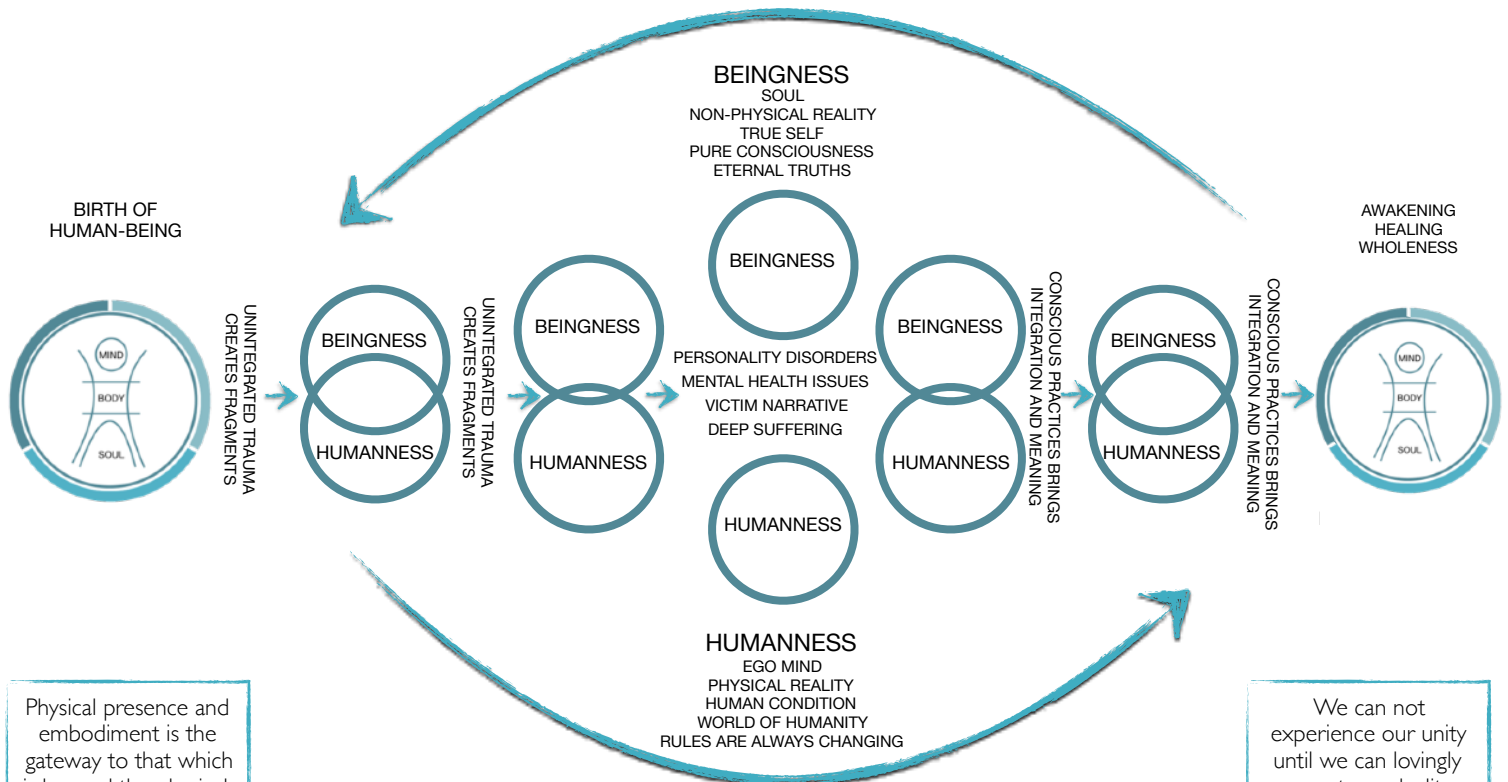 BEINGNESS
SOUL
NON-PHYSICAL REALITY
TRUE SELF
PURE CONSCIOUSNESS
ETERNAL TRUTHS
BIRTH OF
HUMAN-BEING
MIND
BODY
SOUL
UNINTEGRATED TRAUMA
CREATES FRAGMENTS
BEINGNESS
HUMANNESS
UNINTEGRATED TRAUMA
CREATES FRAGMENTS
BEINGNESS
HUMANNESS
BEINGNESS
PERSONALITY DISORDERS
MENTAL HEALTH ISSUES
VICTIM NARRATIVE
DEEP SUFFERING
HUMANNESS
BEINGNESS
HUMANNESS
CONSCIOUS PRACTICES BRINGS
INTEGRATION AND MEANING
BEINGNESS
HUMANNESS
CONSCIOUS PRACTICES BRINGS
INTEGRATION AND MEANING
AWAKENING
HEALING
WHOLENESS
MIND
BODY
SOUL
HUMANNESS
EGO MIND
PHYSICAL REALITY
HUMAN CONDITION
WORLD OF HUMANITY
RULES ARE ALWAYS CHANGING
Physical presence and
embodiment is the
gateway to that which
We can not
experience our unity
until we can lovingly